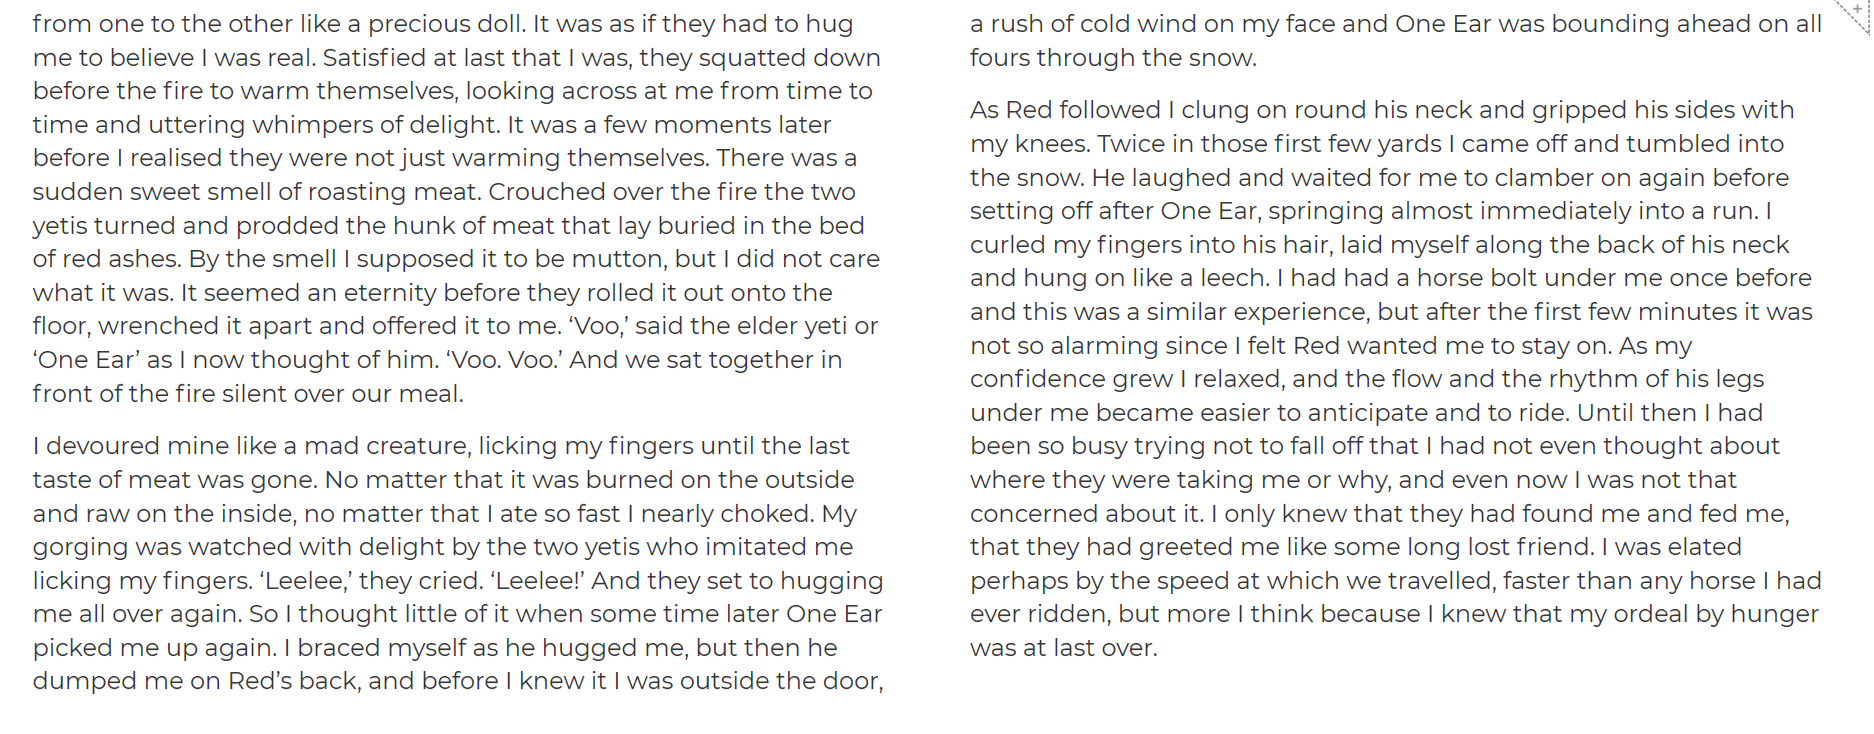 from one to the other like a precious doll. It was as if they had to hug
me to believe I was real. Satisfied at last that I was, they squatted down
before the fire to warm themselves, looking across at me from time to
time and uttering whimpers of delight. It was a few moments later
before I realised they were not just warming themselves. There was a
sudden sweet smell of roasting meat. Crouched over the fire the two
yetis turned and prodded the hunk of meat that lay buried in the bed
of red ashes. By the smell I supposed it to be mutton, but I did not care
what it was. It seemed an eternity before they rolled it out onto the
floor, wrenched it apart and offered it to me. ‘Voo,’ said the elder yeti or
‘One Ear’ as I now thought of him. ‘Voo. Voo.’ And we sat together in
front of the fire silent over our meal.
I devoured mine like a mad creature, licking my fingers until the last
taste of meat was gone. No matter that it was burned on the outside
and raw on the inside, no matter that I ate so fast I nearly choked. My
gorging was watched with delight by the two yetis who imitated me
licking my fingers. ‘Leelee,’ they cried. ‘Leelee!’ And they set to hugging
me all over again. So I thought little of it when some time later One Ear
picked me up again. I braced myself as he hugged me, but then he
dumped me on Red’s back, and before I knew it I was outside the door,
a rush of cold wind on my face and One Ear was bounding ahead on all
fours through the snow.
As Red followed I clung on round his neck and gripped his sides with
my knees. Twice in those first few yards I came off and tumbled into
the snow. He laughed and waited for me to clamber on again before
setting off after One Ear, springing almost immediately into a run. I
curled my fingers into his hair, laid myself along the back of his neck
and hung on like a leech. I had had a horse bolt under me once before
and this was a similar experience, but after the first few minutes it was
not so alarming since I felt Red wanted me to stay on. As my
confidence grew I relaxed, and the flow and the rhythm of his legs
under me became easier to anticipate and to ride. Until then I had
been so busy trying not to fall off that I had not even thought about
where they were taking me or why, and even now I was not that
concerned about it. I only knew that they had found me and fed me,
that they had greeted me like some long lost friend. I was elated
perhaps by the speed at which we travelled, faster than any horse I had
ever ridden, but more I think because I knew that my ordeal by hunger
was at last over.